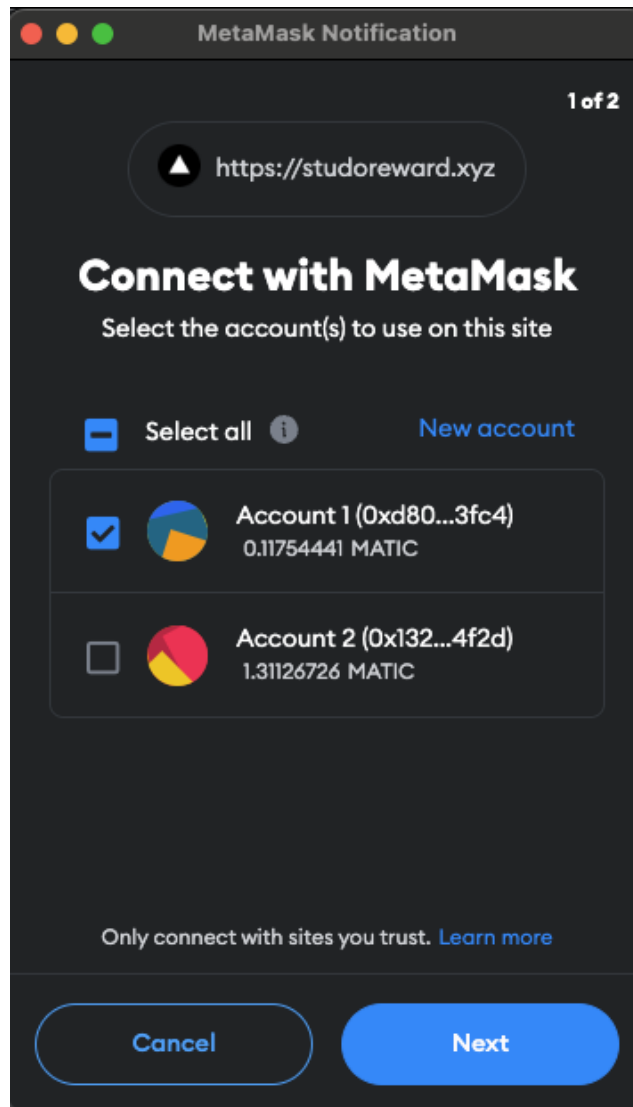 MetaMask Notification
1 of 2
https://studoreward.xyz
Connect with MetaMask
Select the account(s) to use on this site
Select all
New account
Account 1 (0xd80...3fc4)
0.11754441 MATIC
Account 2 (0x132...4f2d)
1.31126726 MATIC
Only connect with sites you trust. Learn more
Cancel
Next